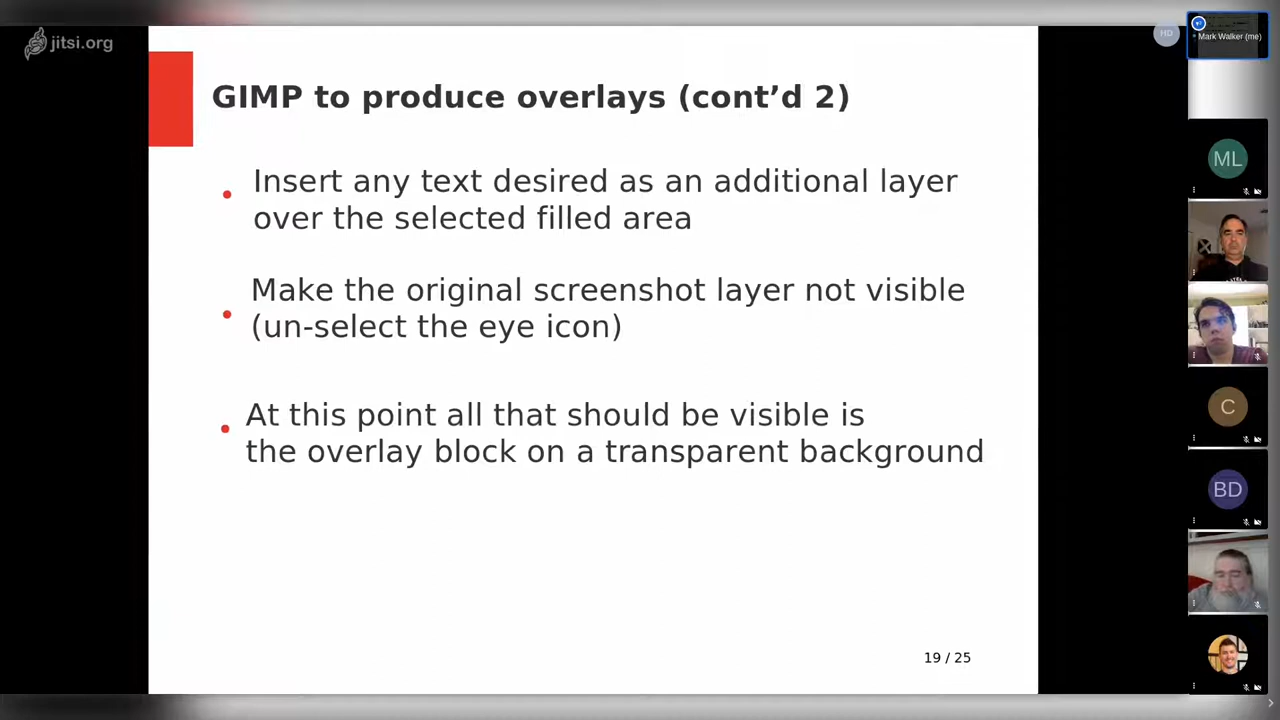 jitsi.org
HD
Mark Walker (me)
GIMP to produce overlays (cont’d 2)
Insert any text desired as an additional layer
over the selected filled area
Make the original screenshot layer not visible
(un-select the eye icon)
At this point all that should be visible is
the overlay block on a transparent background
19 / 25
ML
C
BD